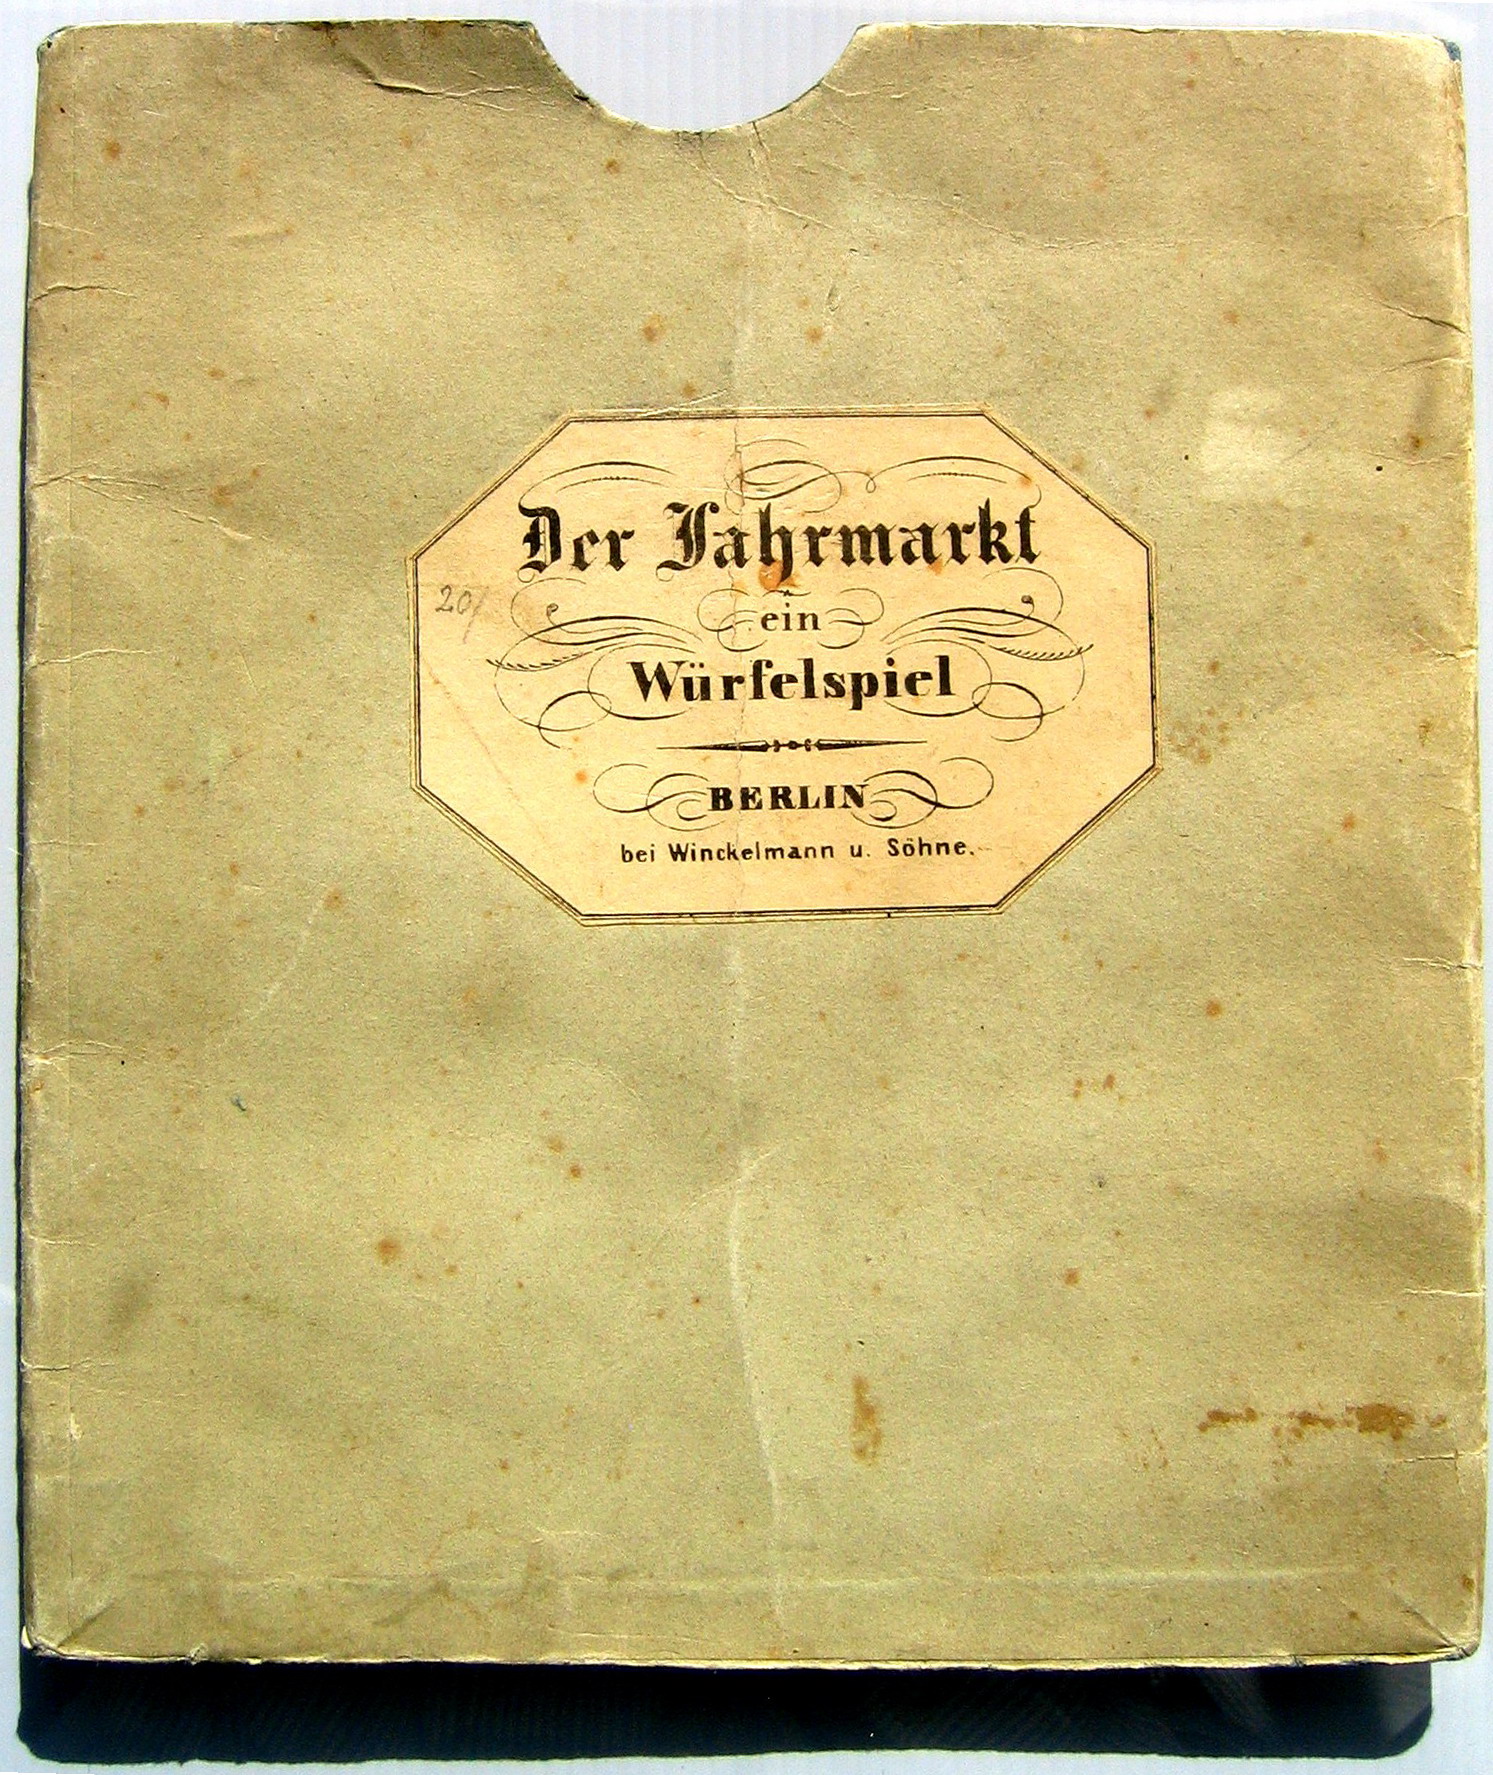 Der Jahrmarkt
ein
20/
Würfelspiel
BERLIN
bei Winckelmann u. Söhne.